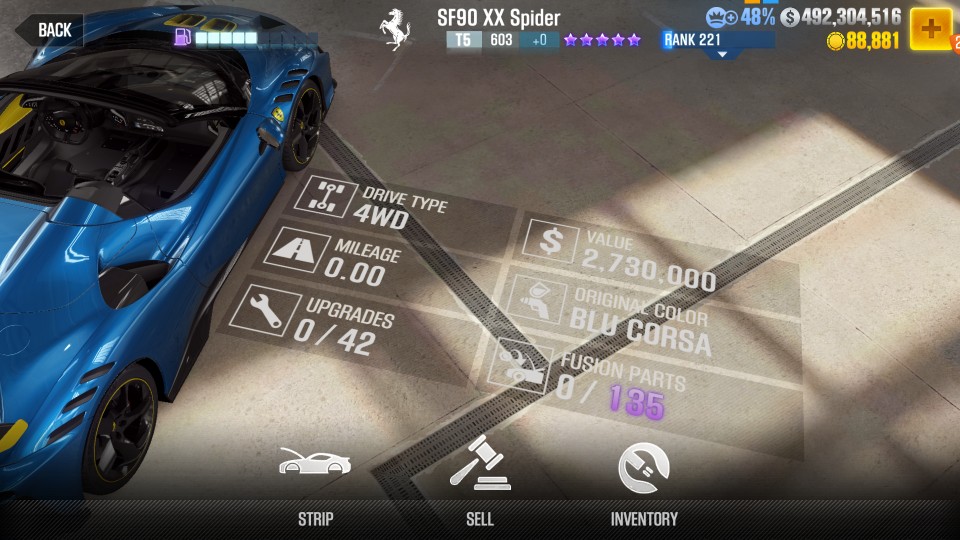 BACK
SF90 XX Spider
T5 603 +0
48% $492,304,516
RANK 221
88,881
+
2
DRIVE TYPE
4WD
MILEAGE
0.00
UPGRADES
0 / 42
$
VALUE
2,730,000
ORIGINAL COLOR
BLU CORSA
FUSION PARTS
0 / 135
STRIP
SELL
INVENTORY